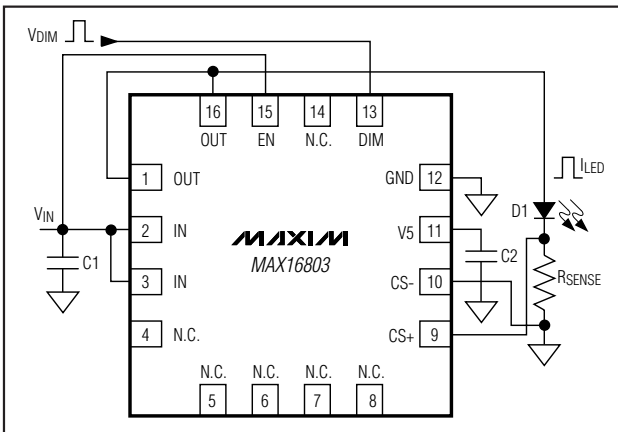 VDIM
16 15 14 13
OUT EN N.C. DIM
1 OUT
GND 12
ILED
VIN
2 IN
MAXIM
MAX16803
V5 11
D1
C1
3 IN
C2
CS- 10
RSENSE
4 N.C.
CS+ 9
N.C. N.C. N.C. N.C.
5 6 7 8